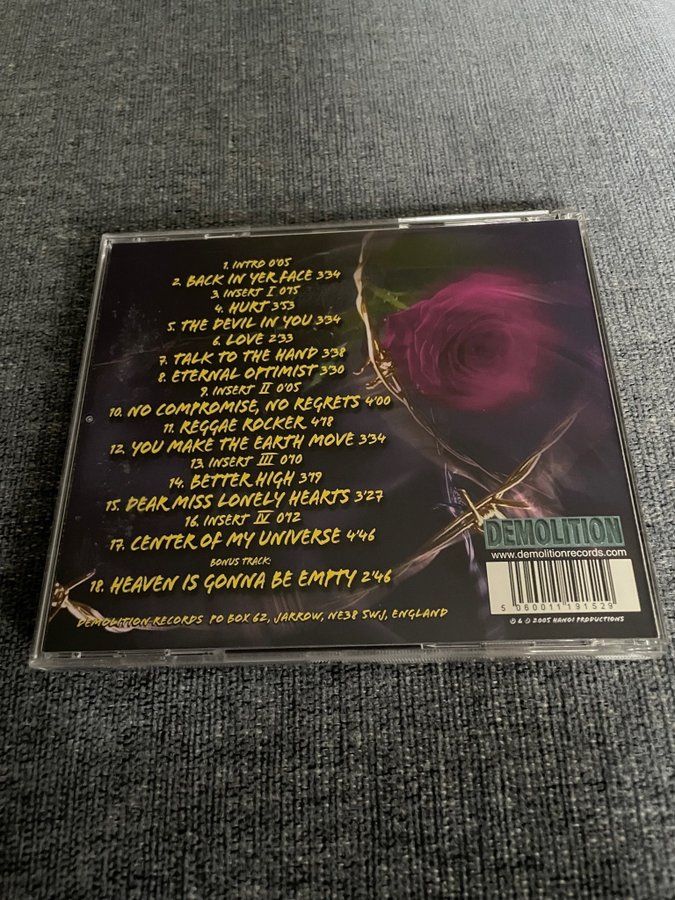 1. INTRO 0'05
2. BACK IN YER FACE 3'34
3. INSERT I 0'15
4. HURT 3'53
5. THE DEVIL IN YOU 3'34
6. LOVE 2'33
7. TALK TO THE HAND 3'38
8. ETERNAL OPTIMIST 3'30
9. INSERT II 0'05
10. NO COMPROMISE, NO REGRETS 4'00
11. REGGAE ROCKER 4'18
12. YOU MAKE THE EARTH MOVE 3'34
13. INSERT III 0'10
14. BETTER HIGH 3'19
15. DEAR MISS LONELY HEARTS 3'27
16. INSERT IV 0'12
17. CENTER OF MY UNIVERSE 4'46
BONUS TRACK:
18. HEAVEN IS GONNA BE EMPTY 2'46
DEMOLITION RECORDS PO BOX 62, JARROW, NE38 5WJ, ENGLAND
DEMOLITION
www.demolitionrecords.com
5 060011 191529
© & ℗ 2005 HANOI PRODUCTIONS